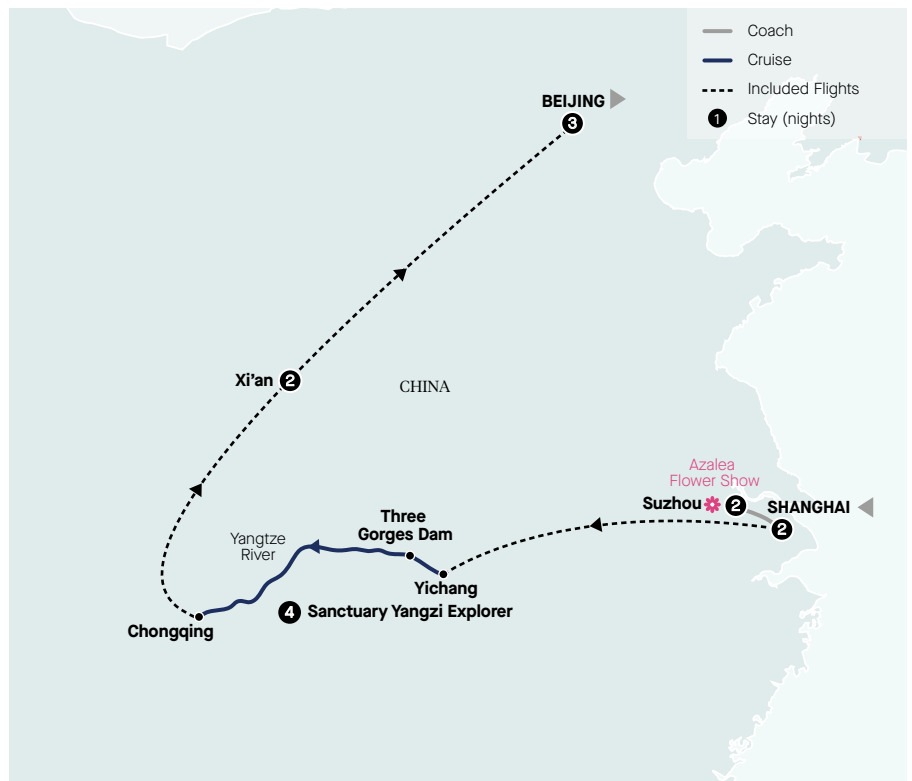 Coach
Cruise
Included Flights
1 Stay (nights)
BEIJING
3
Xi'an 2
CHINA
Azalea
Flower Show
Suzhou 2 SHANGHAI
2
Three
Gorges Dam
Yangtze
River
Yichang
4 Sanctuary Yangzi Explorer
Chongqing